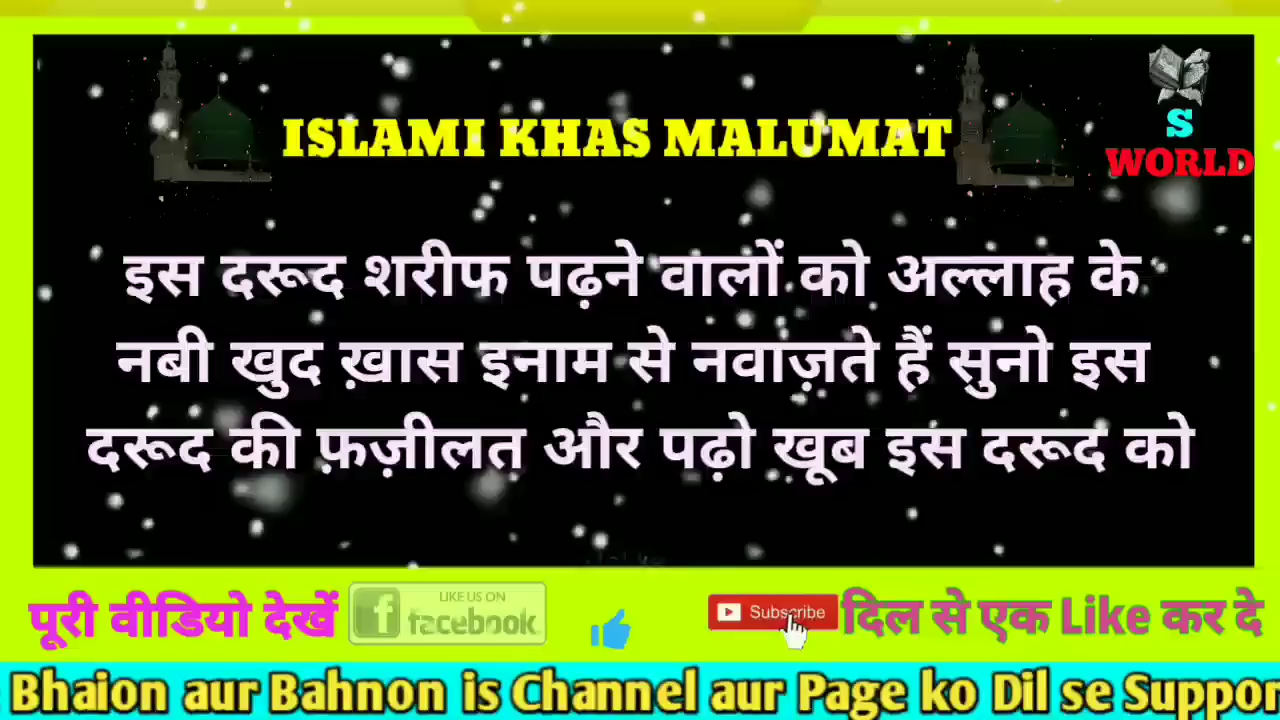 ISLAMI KHAS MALUMAT
S
WORLD
इस दरूद शरीफ पढ़ने वालों को अल्लाह के
नबी खुद ख़ास इनाम से नवाज़ते हैं सुनो इस
दरूद की फ़ज़ीलत और पढ़ो खूब इस दरूद को
पूरी वीडियो देखें
LIKE US ON
facebook
Subscribe
दिल से एक Like कर दे
Bhaion aur Bahnon is Channel aur Page ko Dil se Suppor